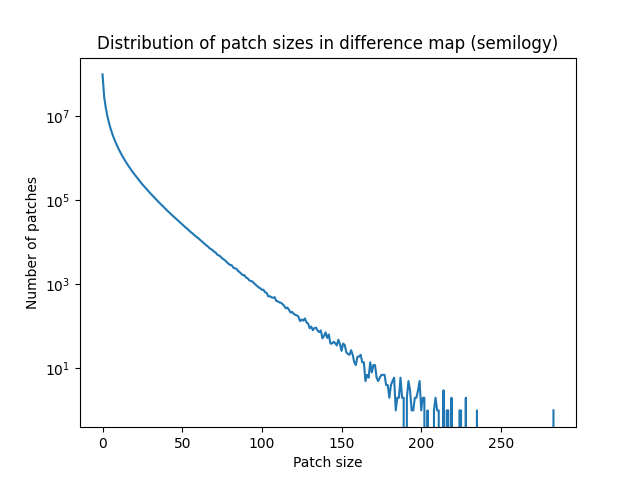 Distribution of patch sizes in difference map (semilogy)
Number of patches
10^7
10^5
10^3
10^1
0 50 100 150 200 250
Patch size